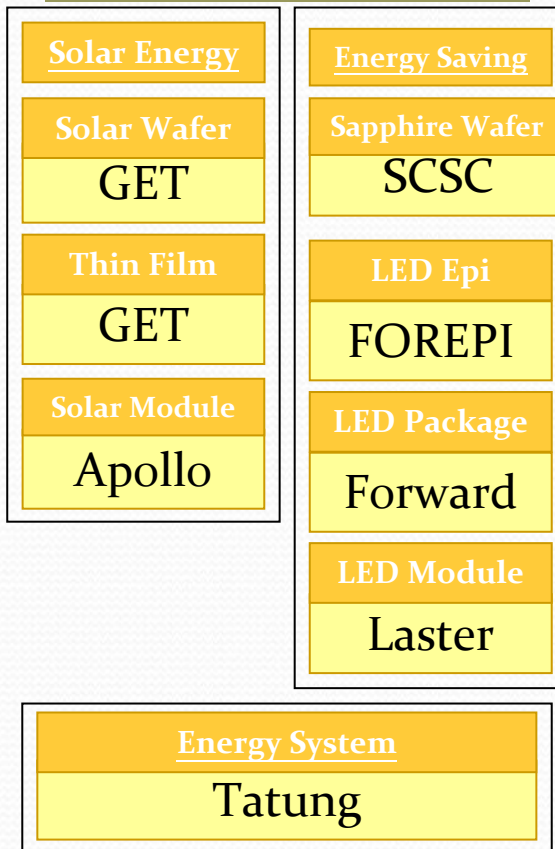 Solar Energy
Solar Wafer
GET
Thin Film
GET
Solar Module
Apollo
Energy Saving
Sapphire Wafer
SCSC
LED Epi
FOREPI
LED Package
Forward
LED Module
Laster
Energy System
Tatung